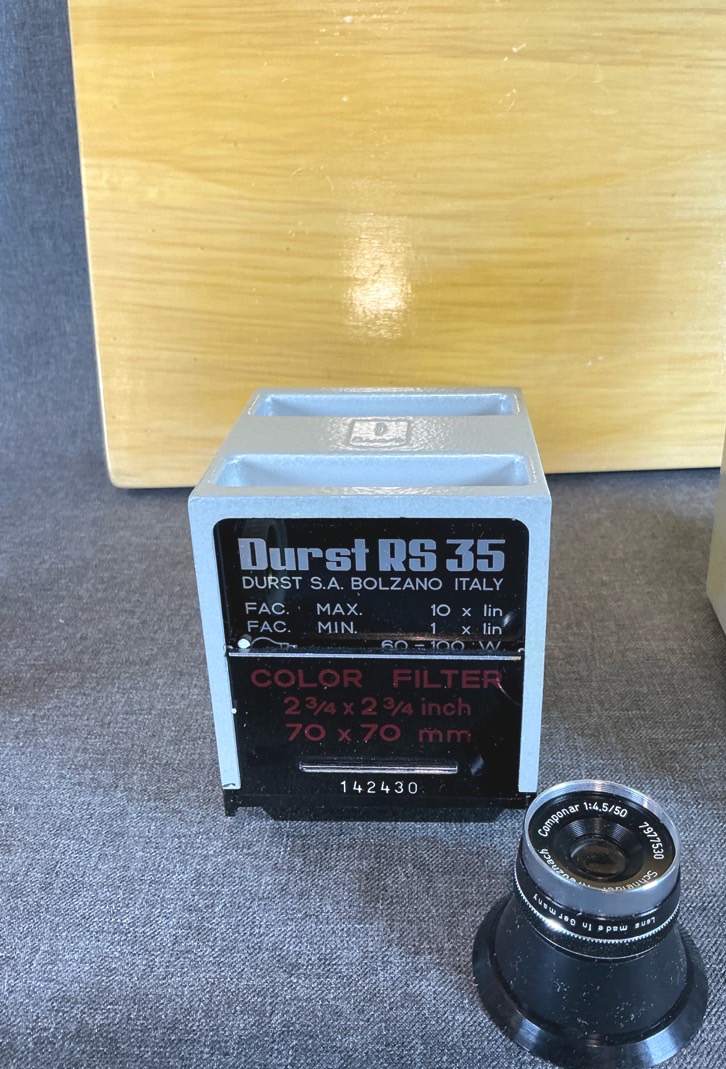 Durst RS 35
DURST S.A. BOLZANO ITALY
FAC. MAX. 10 x lin
FAC. MIN. 1 x lin
60-100 W
COLOR FILTER
2 3/4 x 2 3/4 inch
70 x 70 mm
142430
Componar 1:4.5/50 7977530 Schneider
Lens made in Germany